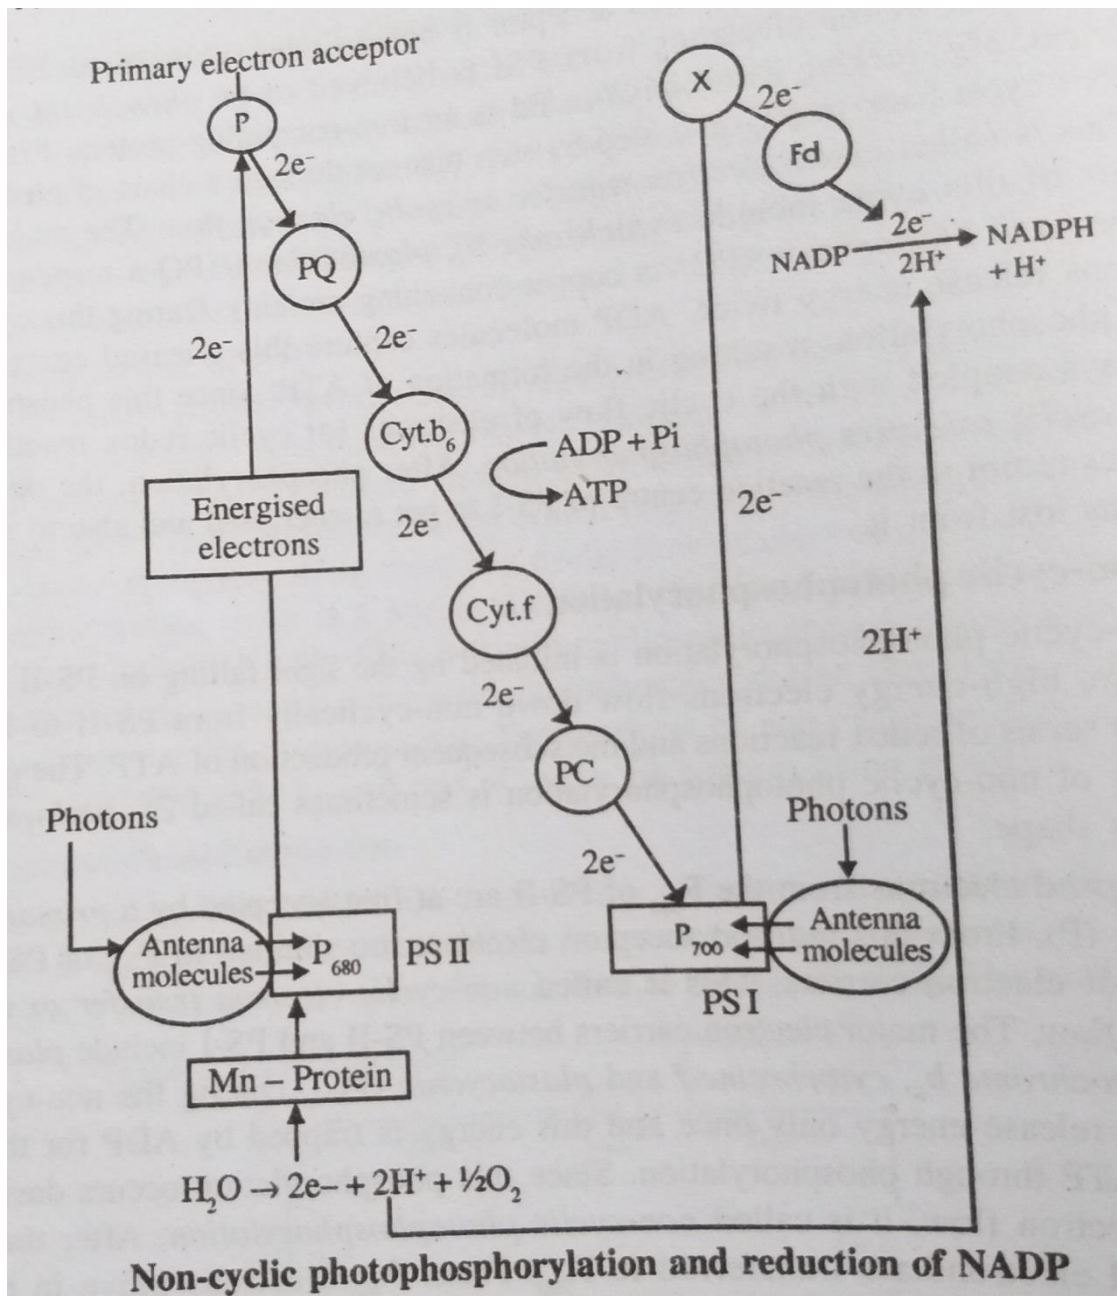 Primary electron acceptor
P
2e⁻
PQ
2e⁻
2e⁻
Cyt.b₆
ADP + Pi
ATP
Energised
electrons
2e⁻
Cyt.f
2e⁻
PC
2e⁻
X
2e⁻
Fd
2e⁻
NADP
2H⁺
NADPH
+ H⁺
2e⁻
2H⁺
Photons
Antenna
molecules
P₆₈₀
PS II
Photons
P₇₀₀
Antenna
molecules
PS I
Mn – Protein
H₂O → 2e⁻ + 2H⁺ + ½O₂
Non-cyclic photophosphorylation and reduction of NADP